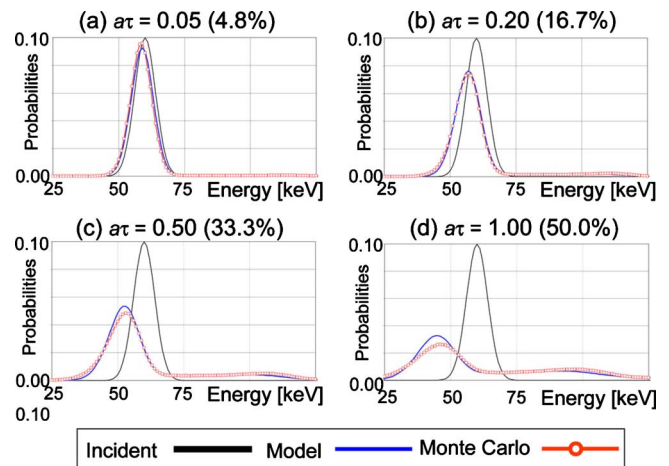 (a) aτ = 0.05 (4.8%)
0.10
Probabilities
0.00
25 50 75 Energy [keV]
(b) aτ = 0.20 (16.7%)
0.10
Probabilities
0.00
25 50 75 Energy [keV]
(c) aτ = 0.50 (33.3%)
0.10
Probabilities
0.00
25 50 75 Energy [keV]
0.10
(d) aτ = 1.00 (50.0%)
0.10
Probabilities
0.00
25 50 75 Energy [keV]
Incident Model Monte Carlo